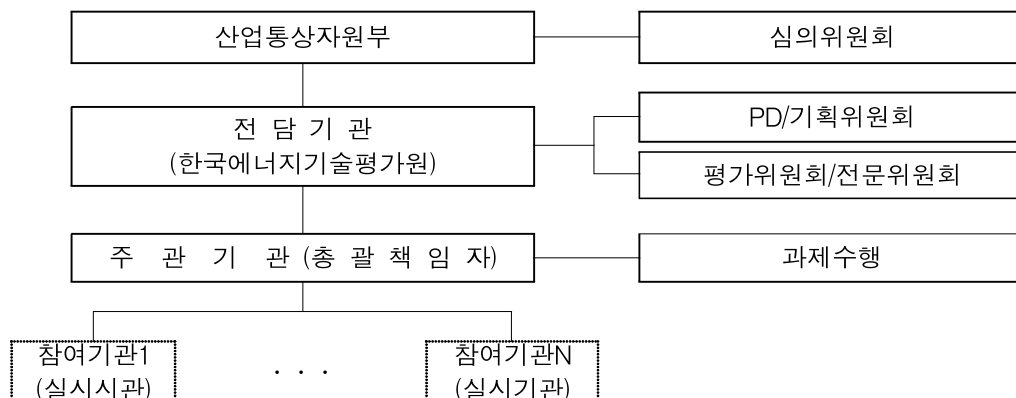 산업통상자원부
심의위원회
전 담 기 관
(한국에너지기술평가원)
PD/기획위원회
평가위원회/전문위원회
주 관 기 관 (총 괄 책 임 자)
과제수행
참여기관1
(실시시관)
. . .
참여기관N
(실시기관)